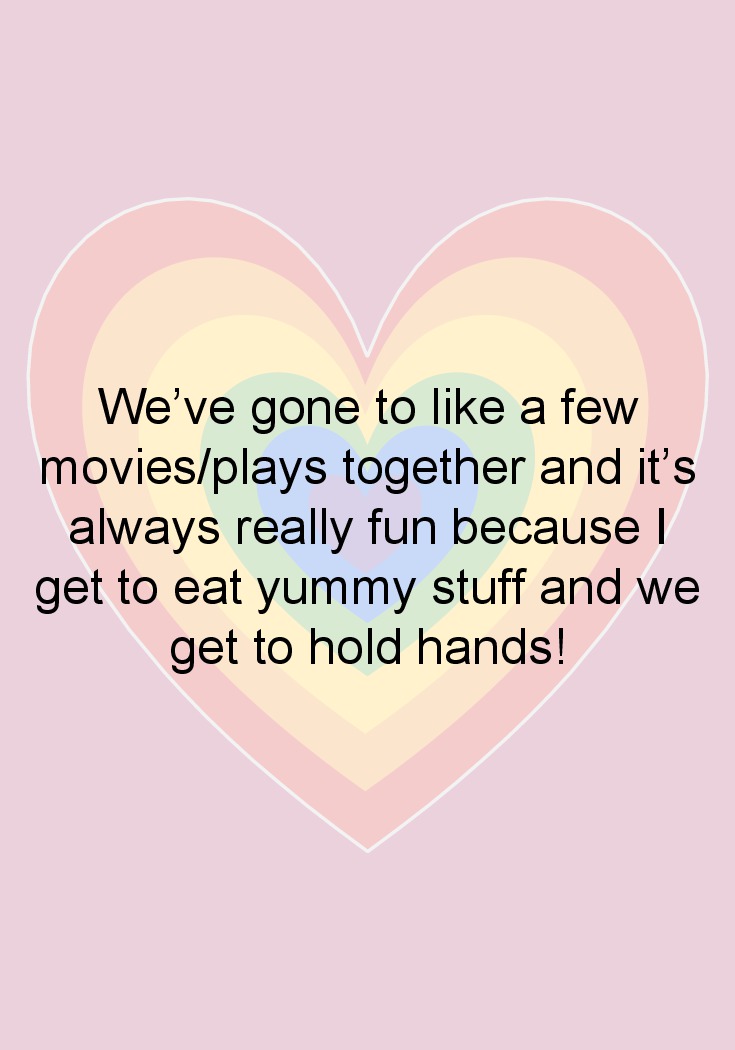 We’ve gone to like a few
movies/plays together and it’s
always really fun because I
get to eat yummy stuff and we
get to hold hands!